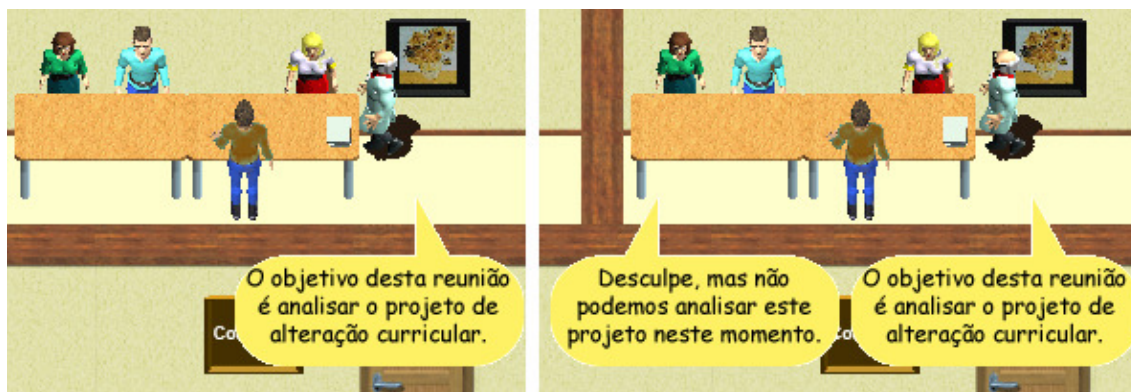 O objetivo desta reunião
é analisar o projeto de
alteração curricular.
Desculpe, mas não
podemos analisar este
projeto neste momento.
O objetivo desta reunião
é analisar o projeto de
alteração curricular.